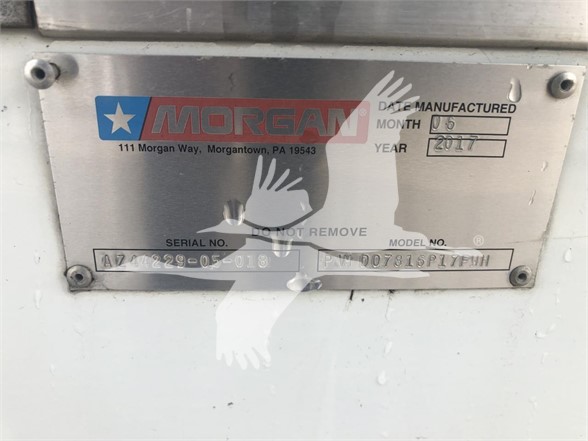 MORGAN®
111 Morgan Way, Morgantown, PA 19543
DATE MANUFACTURED
MONTH 06
YEAR 2017
DO NOT REMOVE
SERIAL NO.
MODEL NO.